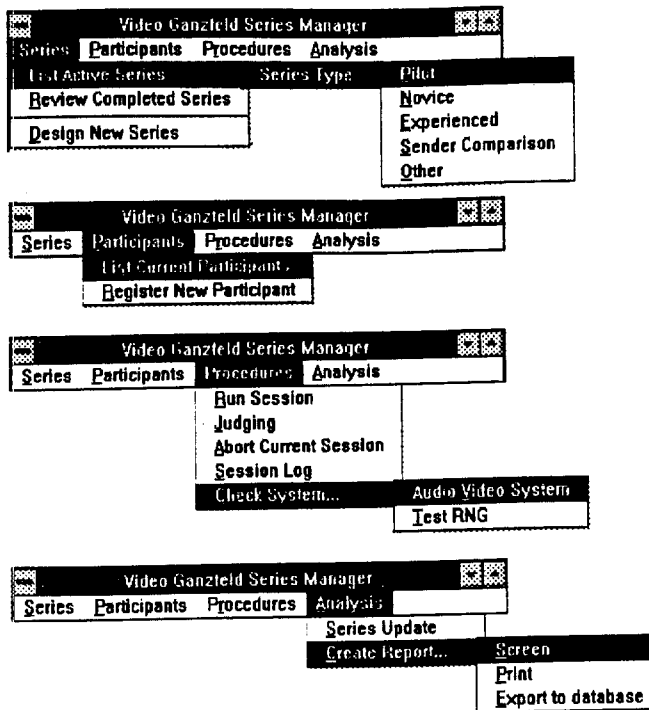 Video Ganzfeld Series Manager
Series Participants Procedures Analysis
List Active Series Series Type Pilot
Review Completed Series Novice
Experienced
Design New Series Sender Comparison
Other
Video Ganzfeld Series Manager
Series Participants Procedures Analysis
List Current Participants
Register New Participant
Video Ganzfeld Series Manager
Series Participants Procedures Analysis
Run Session
Judging
Abort Current Session
Session Log
Check System... Audio Video System
Test RNG
Video Ganzfeld Series Manager
Series Participants Procedures Analysis
Series Update
Create Report... Screen
Print
Export to database